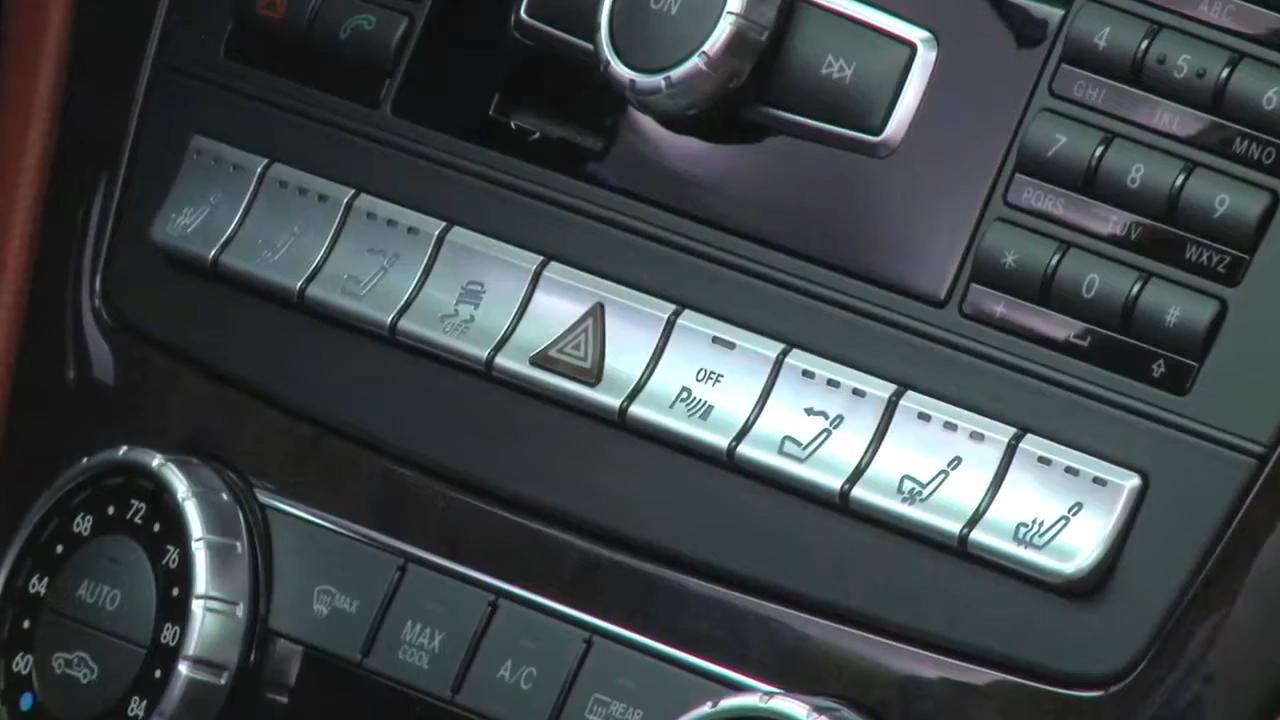 ON
ABC
4 5 6
GHI JKL MNO
7 8 9
PQRS TUV WXYZ
* 0 #
+
OFF
OFF
P
72
68
76
64
AUTO
80
60
84
MAX
MAX
COOL
A/C
REAR